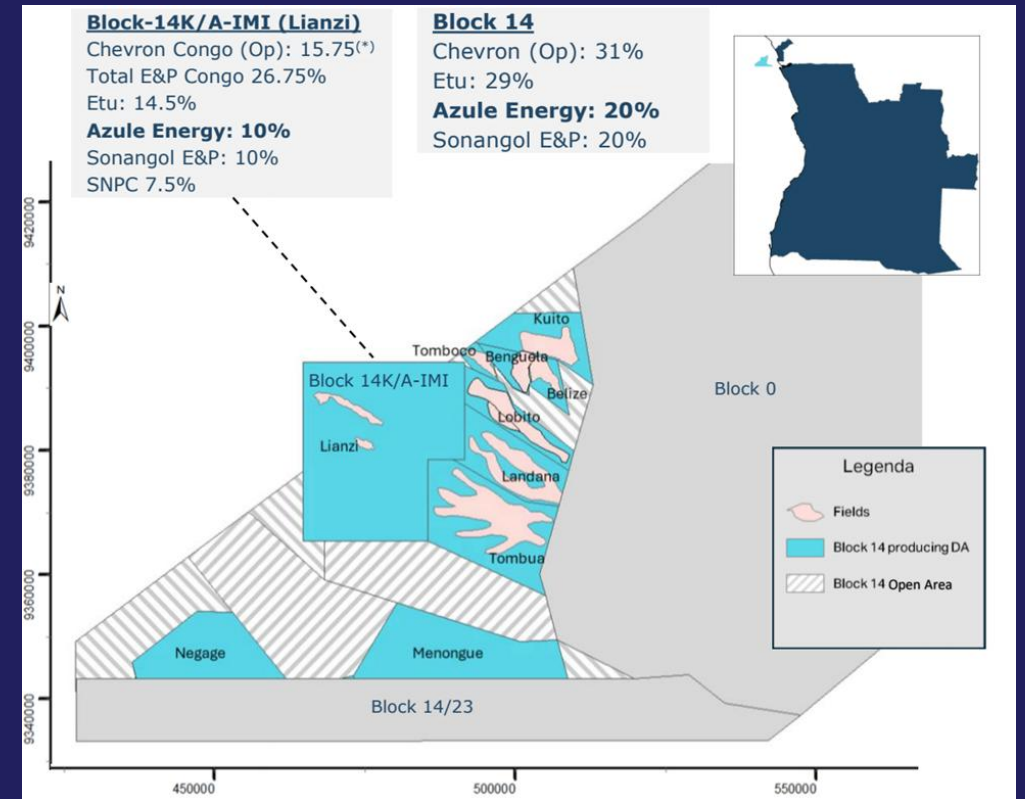 Block-14K/A-IMI (Lianzi)
Chevron Congo (Op): 15.75(*)
Total E&P Congo 26.75%
Etu: 14.5%
Azule Energy: 10%
Sonangol E&P: 10%
SNPC 7.5%
Block 14
Chevron (Op): 31%
Etu: 29%
Azule Energy: 20%
Sonangol E&P: 20%
9420000
N
9400000
9380000
9360000
9340000
Kuito
Tomboco
Benguela
Block 14K/A-IMI
Belize
Block 0
Lobito
Lianzi
Landana
Tombua
Negage
Menongue
Block 14/23
Legenda
Fields
Block 14 producing DA
Block 14 Open Area
450000
500000
550000